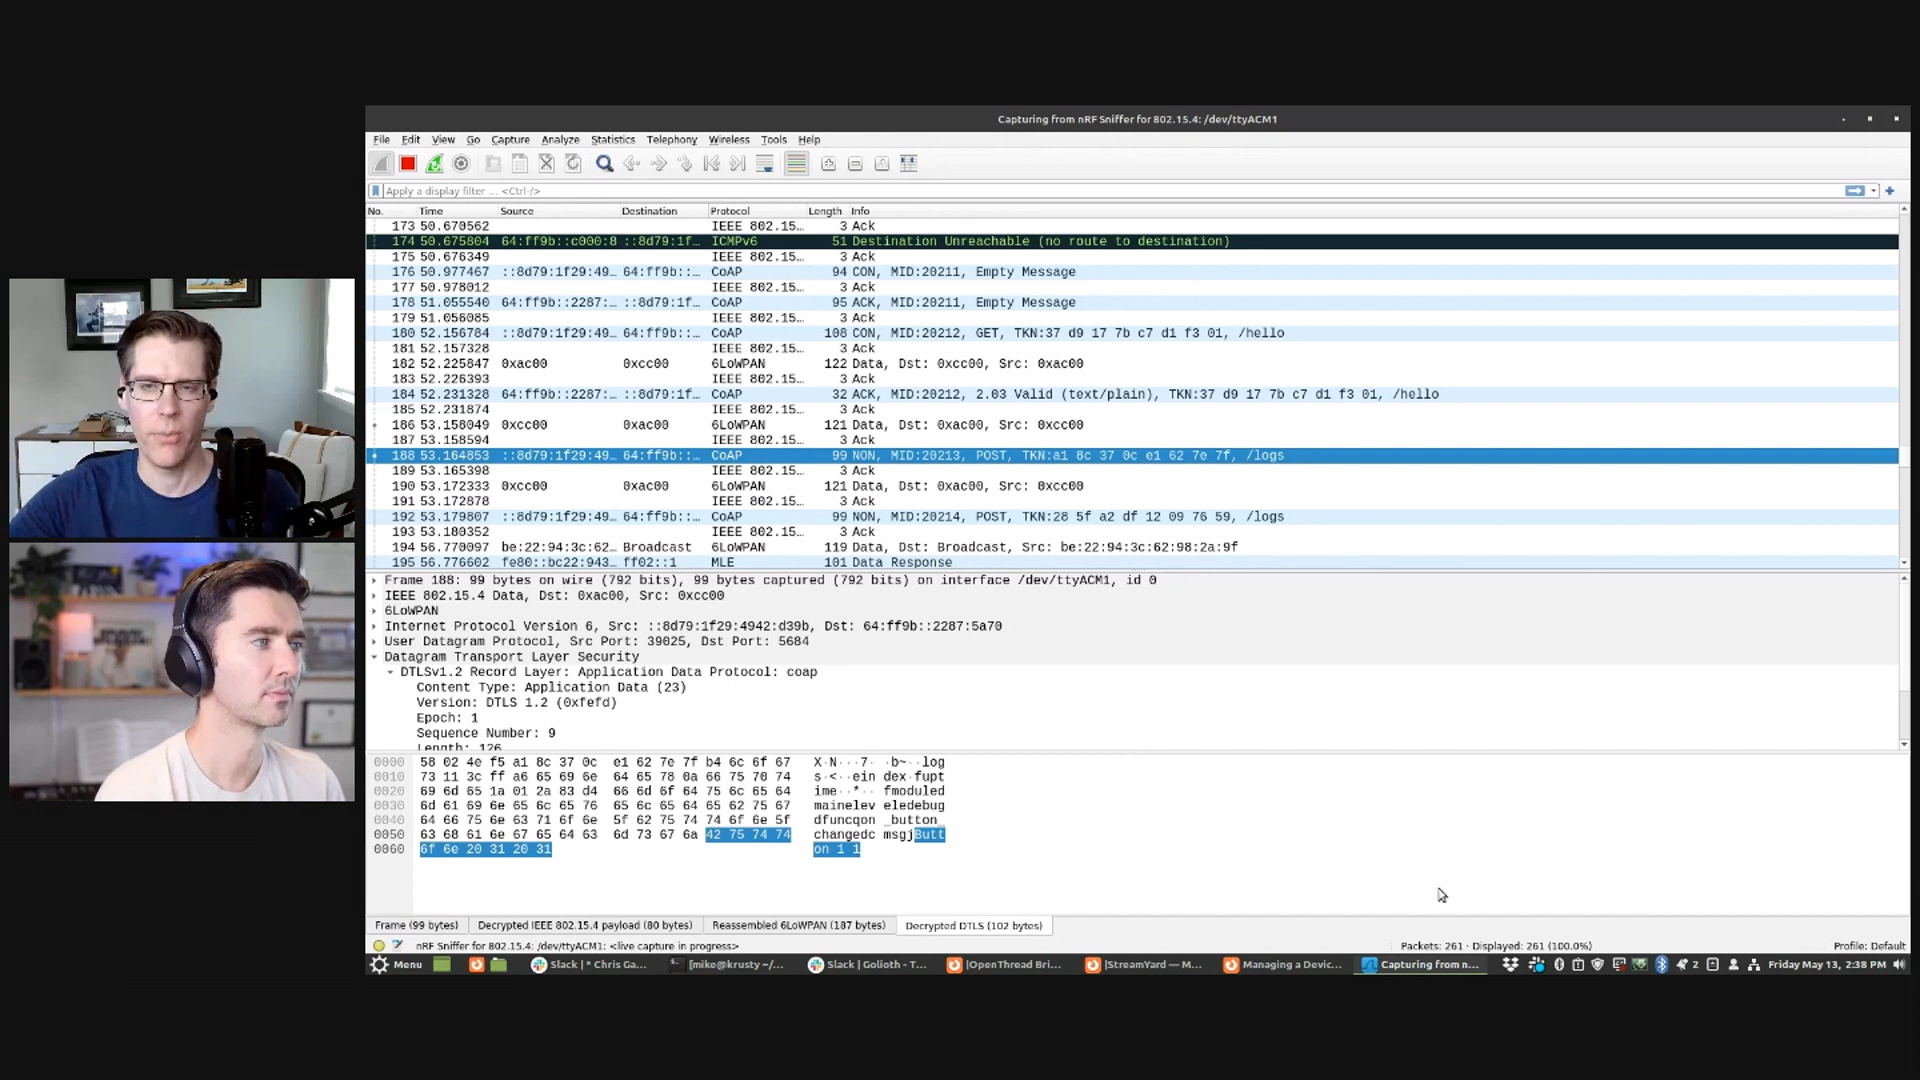 Capturing from nRF Sniffer for 802.15.4: /dev/ttyACM1
File Edit View Go Capture Analyze Statistics Telephony Wireless Tools Help
Apply a display filter ... <Ctrl-/>
No. Time Source Destination Protocol Length Info
173 50.670562 IEEE 802.15… 3 Ack
174 50.675804 64:ff9b::c000:8 ::8d79:1f… ICMPv6 51 Destination Unreachable (no route to destination)
175 50.676349 IEEE 802.15… 3 Ack
176 50.977467 ::8d79:1f29:49… 64:ff9b::… CoAP 94 CON, MID:20211, Empty Message
177 50.978012 IEEE 802.15… 3 Ack
178 51.055540 64:ff9b::2287:… ::8d79:1f… CoAP 95 ACK, MID:20211, Empty Message
179 51.056085 IEEE 802.15… 3 Ack
180 52.156784 ::8d79:1f29:49… 64:ff9b::… CoAP 108 CON, MID:20212, GET, TKN:37 d9 17 7b c7 d1 f3 01, /hello
181 52.157328 IEEE 802.15… 3 Ack
182 52.225847 0xac00 0xcc00 6LoWPAN 122 Data, Dst: 0xcc00, Src: 0xac00
183 52.226393 IEEE 802.15… 3 Ack
184 52.231328 64:ff9b::2287:… ::8d79:1f… CoAP 32 ACK, MID:20212, 2.03 Valid (text/plain), TKN:37 d9 17 7b c7 d1 f3 01, /hello
185 52.231874 IEEE 802.15… 3 Ack
186 53.158049 0xcc00 0xac00 6LoWPAN 121 Data, Dst: 0xac00, Src: 0xcc00
187 53.158594 IEEE 802.15… 3 Ack
188 53.164853 ::8d79:1f29:49… 64:ff9b::… CoAP 99 NON, MID:20213, POST, TKN:a1 8c 37 0c e1 62 7e 7f, /logs
189 53.165398 IEEE 802.15… 3 Ack
190 53.172333 0xcc00 0xac00 6LoWPAN 121 Data, Dst: 0xac00, Src: 0xcc00
191 53.172878 IEEE 802.15… 3 Ack
192 53.179807 ::8d79:1f29:49… 64:ff9b::… CoAP 99 NON, MID:20214, POST, TKN:28 5f a2 df 12 09 76 59, /logs
193 53.180352 IEEE 802.15… 3 Ack
194 56.770097 be:22:94:3c:62… Broadcast 6LoWPAN 119 Data, Dst: Broadcast, Src: be:22:94:3c:62:98:2a:9f
195 56.776602 fe80::bc22:943… ff02::1 MLE 101 Data Response
Frame 188: 99 bytes on wire (792 bits), 99 bytes captured (792 bits) on interface /dev/ttyACM1, id 0
IEEE 802.15.4 Data, Dst: 0xac00, Src: 0xcc00
6LoWPAN
Internet Protocol Version 6, Src: ::8d79:1f29:4942:d39b, Dst: 64:ff9b::2287:5a70
User Datagram Protocol, Src Port: 39025, Dst Port: 5684
Datagram Transport Layer Security
DTLSv1.2 Record Layer: Application Data Protocol: coap
Content Type: Application Data (23)
Version: DTLS 1.2 (0xfefd)
Epoch: 1
Sequence Number: 9
Length: 126
0000 58 02 4e f5 a1 8c 37 0c e1 62 7e 7f b4 6c 6f 67 X·N···7· ·b~··log
0010 73 11 3c ff a6 65 69 6e 64 65 78 0a 66 75 70 74 s·<··ein dex·fupt
0020 69 6d 65 1a 01 2a 83 d4 66 6d 6f 64 75 6c 65 64 ime··*·· fmoduled
0030 6d 61 69 6e 65 6c 65 76 65 6c 65 64 65 62 75 67 mainelev eledebug
0040 64 66 75 6e 63 71 6f 6e 5f 62 75 74 74 6f 6e 5f dfuncqon _button_
0050 63 68 61 6e 67 65 64 63 6d 73 67 6a 42 75 74 74 changedc msgjButt
0060 6f 6e 20 31 20 31 on 1 1
Frame (99 bytes) Decrypted IEEE 802.15.4 payload (80 bytes) Reassembled 6LoWPAN (187 bytes) Decrypted DTLS (102 bytes)
nRF Sniffer for 802.15.4: /dev/ttyACM1: <live capture in progress> Packets: 261 · Displayed: 261 (100.0%) Profile: Default
Menu Slack | * Chris Ga... [mike@krusty ~/... Slack | Golioth - T... |OpenThread Bri... |StreamYard — M... Managing a Devic... Capturing from n... 2 Friday May 13, 2:38 PM